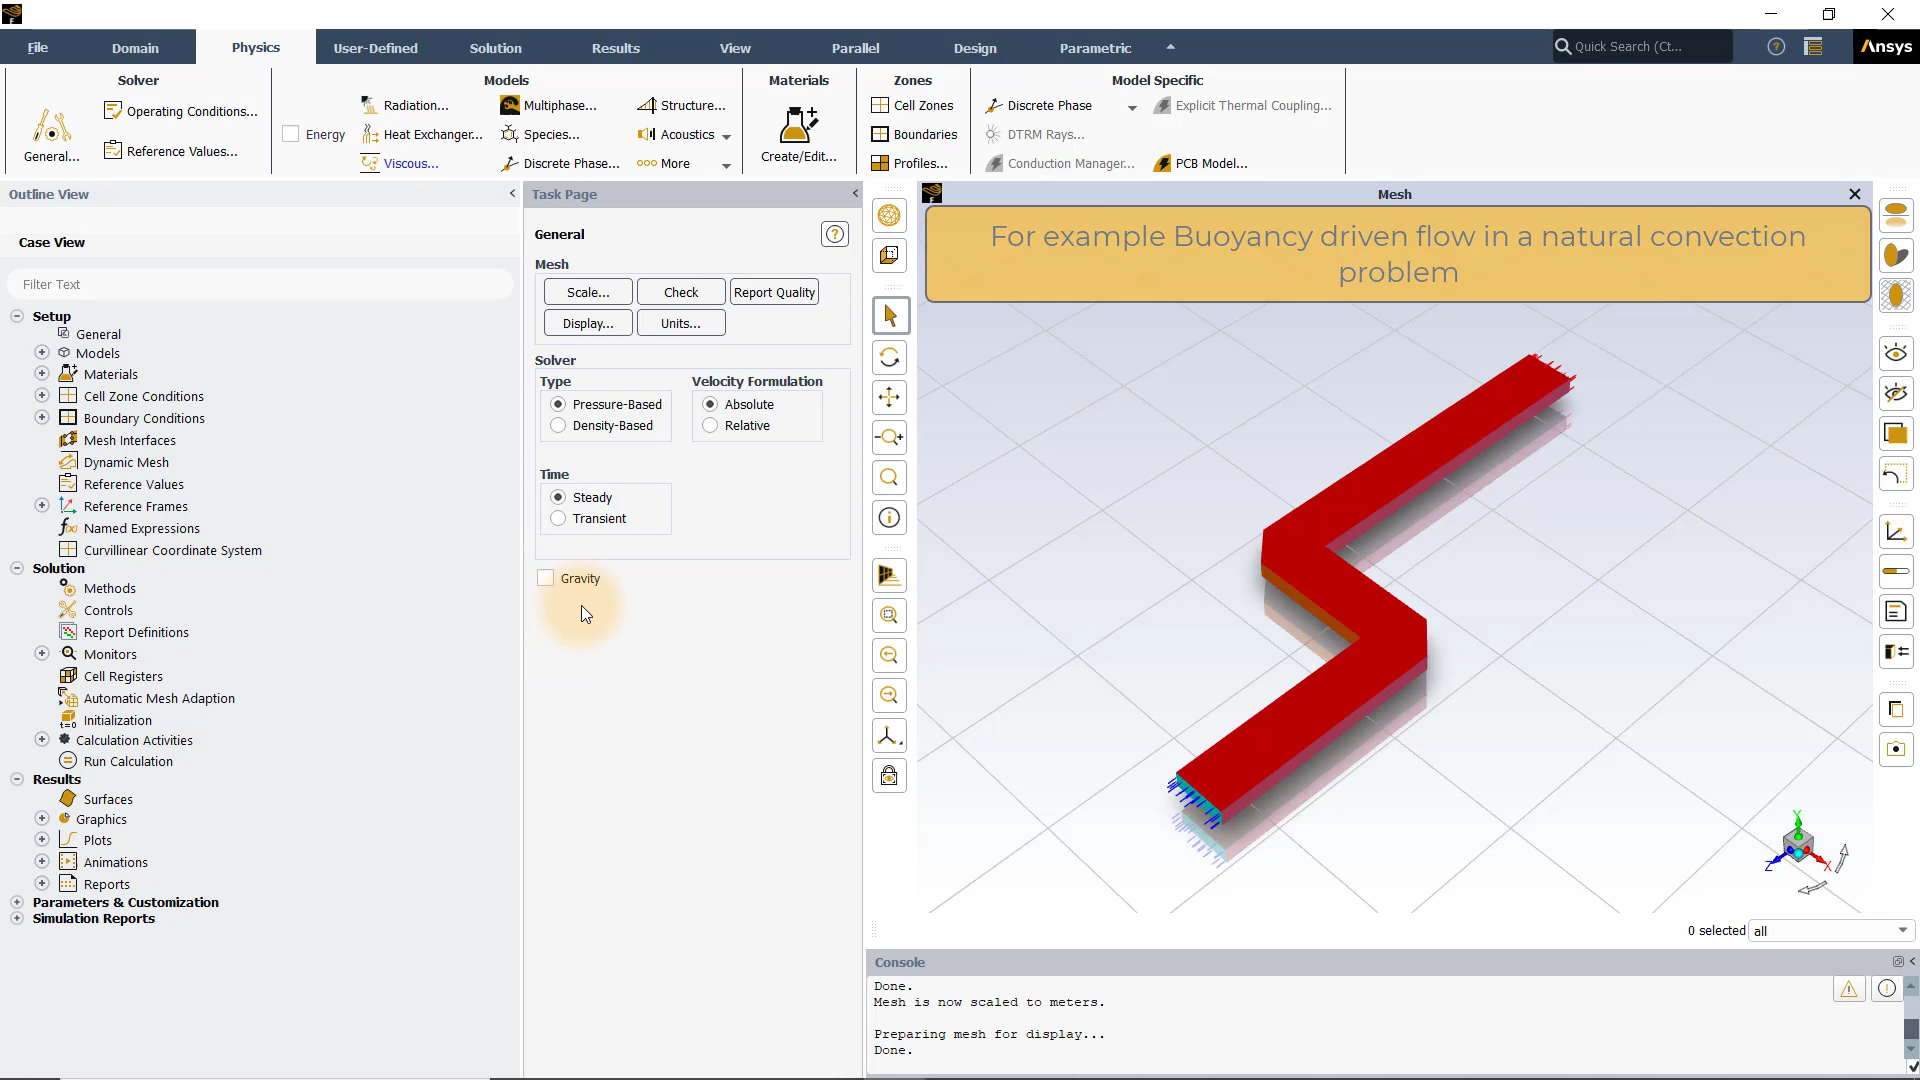 File
Domain
Physics
User-Defined
Solution
Results
View
Parallel
Design
Parametric
Quick Search (Ct...
Ansys
Solver
Models
Materials
Zones
Model Specific
General...
Operating Conditions...
Reference Values...
Energy
Radiation...
Heat Exchanger...
Viscous...
Multiphase...
Species...
Discrete Phase...
Structure...
Acoustics
More
Create/Edit...
Cell Zones
Boundaries
Profiles...
Discrete Phase
DTRM Rays...
Conduction Manager...
Explicit Thermal Coupling...
PCB Model...
Outline View
Case View
Filter Text
Setup
General
Models
Materials
Cell Zone Conditions
Boundary Conditions
Mesh Interfaces
Dynamic Mesh
Reference Values
Reference Frames
Named Expressions
Curvillinear Coordinate System
Solution
Methods
Controls
Report Definitions
Monitors
Cell Registers
Automatic Mesh Adaption
Initialization
Calculation Activities
Run Calculation
Results
Surfaces
Graphics
Plots
Animations
Reports
Parameters & Customization
Simulation Reports
Task Page
General
Mesh
Scale...
Check
Report Quality
Display...
Units...
Solver
Type
Velocity Formulation
Pressure-Based
Absolute
Density-Based
Relative
Time
Steady
Transient
Gravity
Mesh
For example Buoyancy driven flow in a natural convection
problem
Y
Z
X
0 selected
all
Console
Done.
Mesh is now scaled to meters.
Preparing mesh for display...
Done.